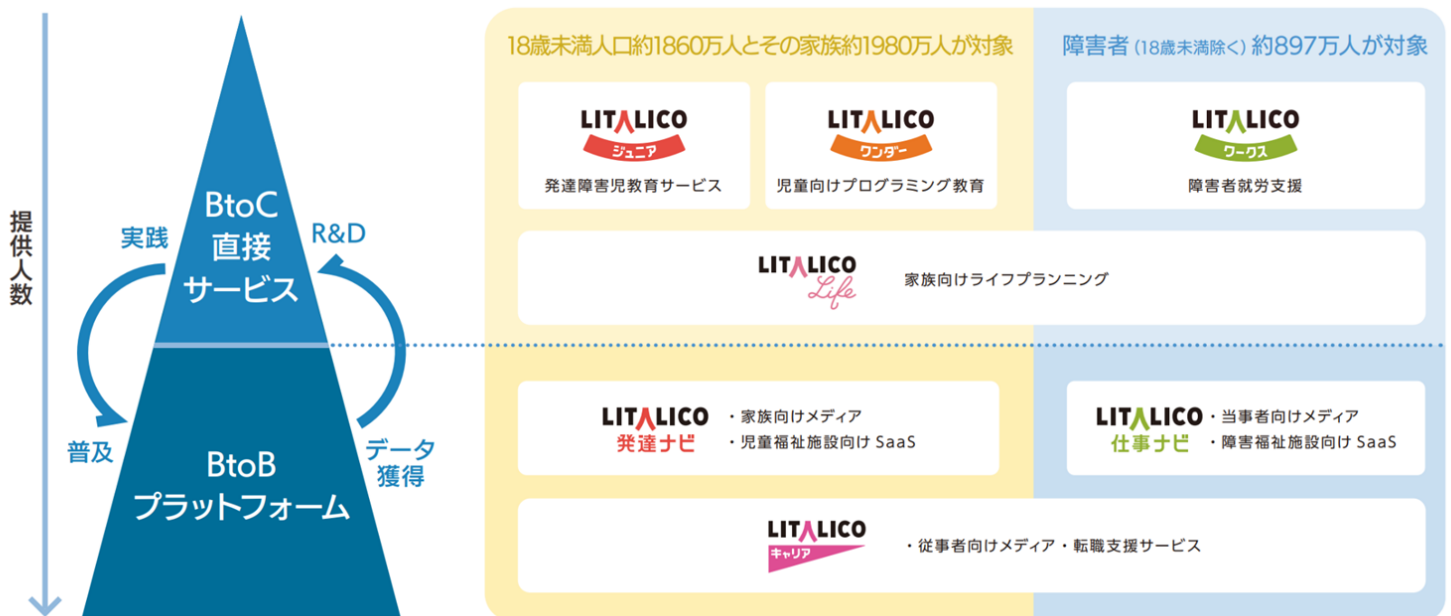 提供人数
BtoC
直接
サービス
実践
R&D
普及
データ
獲得
BtoB
プラットフォーム
18歳未満人口約1860万人とその家族約1980万人が対象
障害者(18歳未満除く)約897万人が対象
LITALICO
ジュニア
発達障害児教育サービス
LITALICO
ワンダー
児童向けプログラミング教育
LITALICO
ワークス
障害者就労支援
LITALICO
Life
家族向けライフプランニング
LITALICO
発達ナビ
・家族向けメディア
・児童福祉施設向け SaaS
LITALICO
仕事ナビ
・当事者向けメディア
・障害福祉施設向け SaaS
LITALICO
キャリア
・従事者向けメディア・転職支援サービス